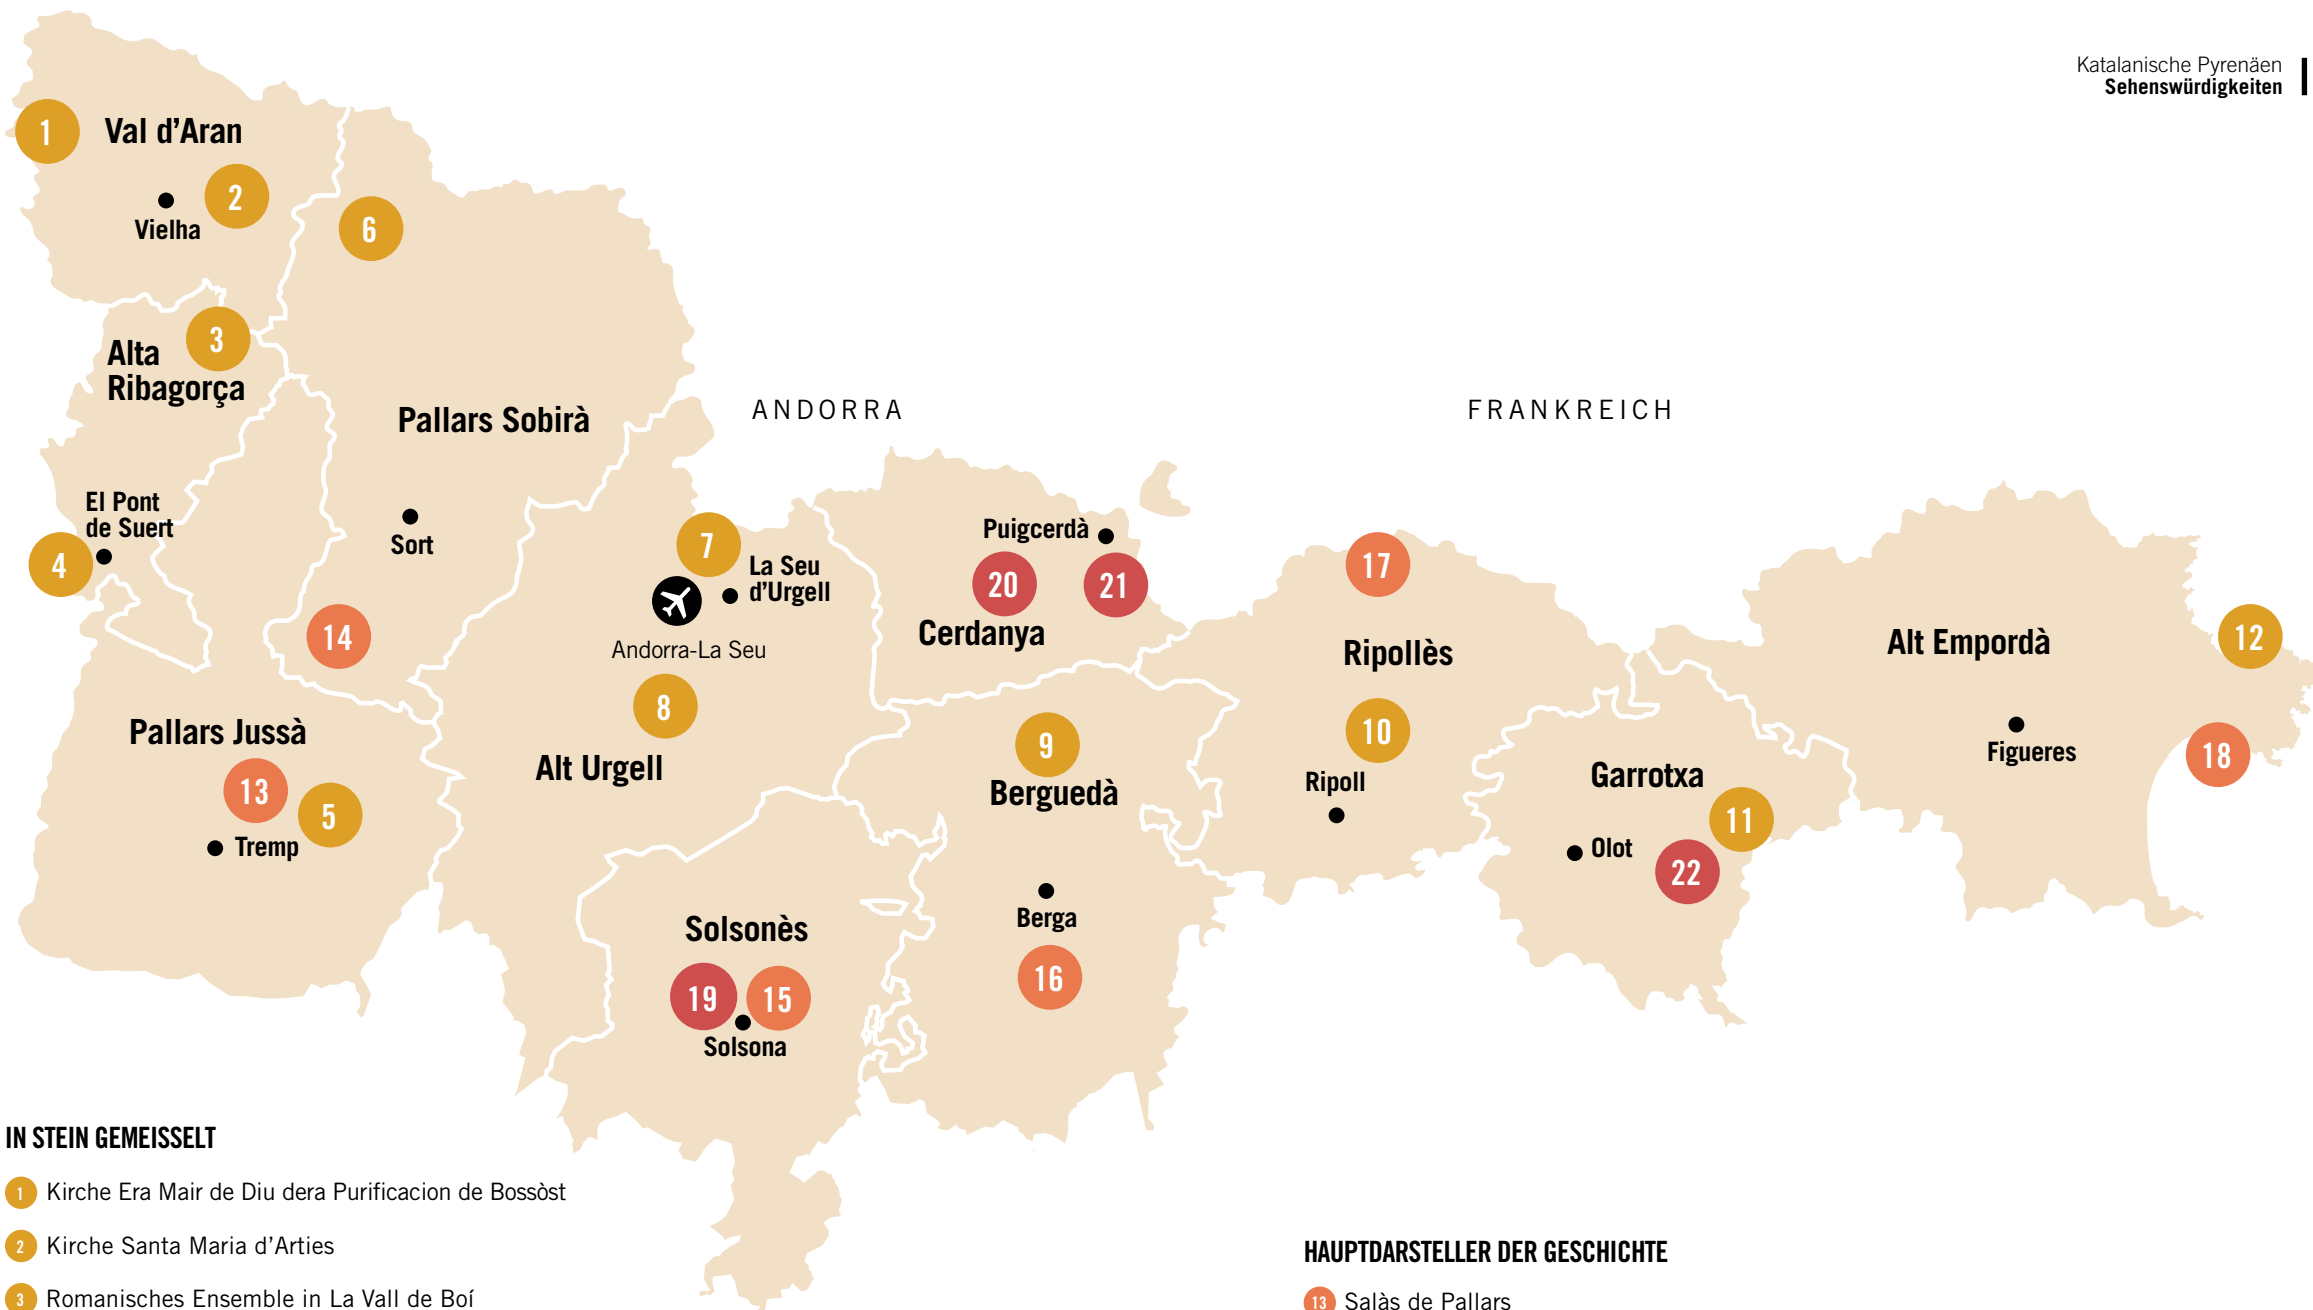 Katalanische Pyrenäen
Sehenswürdigkeiten
1
Val d'Aran
2
Vielha
6
3
Alta
Ribagorça
Pallars Sobirà
ANDORRA
FRANKREICH
El Pont
de Suert
4
Sort
7
La Seu
d'Urgell
Andorra-La Seu
Puigcerdà
20
21
Cerdanya
17
14
Ripollès
Alt Empordà
12
8
Pallars Jussà
13
5
Tremp
Alt Urgell
9
Berguedà
10
Ripoll
Garrotxa
11
Olot
22
Figueres
18
Berga
16
Solsonès
19
15
Solsona
IN STEIN GEMEISSELT
1 Kirche Era Mair de Diu dera Purificacion de Bossòst
2 Kirche Santa Maria d'Arties
3 Romanisches Ensemble in La Vall de Boí
HAUPTDARSTELLER DER GESCHICHTE
13 Salàs de Pallars